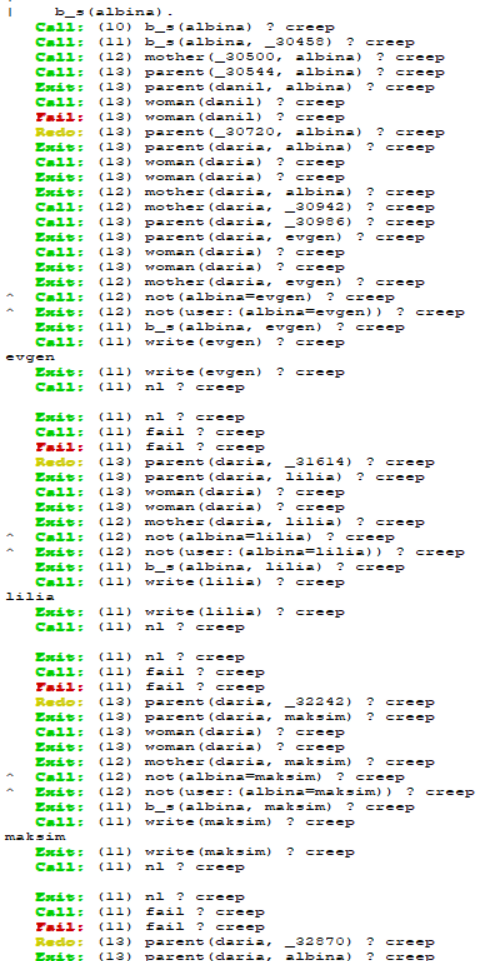 |    b_s(albina).
Call: (10) b_s(albina) ? creep
Call: (11) b_s(albina, _30458) ? creep
Call: (12) mother(_30500, albina) ? creep
Call: (13) parent(_30544, albina) ? creep
Exit: (13) parent(danil, albina) ? creep
Call: (13) woman(danil) ? creep
Fail: (13) woman(danil) ? creep
Redo: (13) parent(_30720, albina) ? creep
Exit: (13) parent(daria, albina) ? creep
Call: (13) woman(daria) ? creep
Exit: (13) woman(daria) ? creep
Exit: (12) mother(daria, albina) ? creep
Call: (12) mother(daria, _30942) ? creep
Call: (13) parent(daria, _30986) ? creep
Exit: (13) parent(daria, evgen) ? creep
Call: (13) woman(daria) ? creep
Exit: (13) woman(daria) ? creep
Exit: (12) mother(daria, evgen) ? creep
^ Call: (12) not(albina=evgen) ? creep
^ Exit: (12) not(user:(albina=evgen)) ? creep
Exit: (11) b_s(albina, evgen) ? creep
Call: (11) write(evgen) ? creep
evgen
Exit: (11) write(evgen) ? creep
Call: (11) nl ? creep
Exit: (11) nl ? creep
Call: (11) fail ? creep
Fail: (11) fail ? creep
Redo: (13) parent(daria, _31614) ? creep
Exit: (13) parent(daria, lilia) ? creep
Call: (13) woman(daria) ? creep
Exit: (13) woman(daria) ? creep
Exit: (12) mother(daria, lilia) ? creep
^ Call: (12) not(albina=lilia) ? creep
^ Exit: (12) not(user:(albina=lilia)) ? creep
Exit: (11) b_s(albina, lilia) ? creep
Call: (11) write(lilia) ? creep
lilia
Exit: (11) write(lilia) ? creep
Call: (11) nl ? creep
Exit: (11) nl ? creep
Call: (11) fail ? creep
Fail: (11) fail ? creep
Redo: (13) parent(daria, _32242) ? creep
Exit: (13) parent(daria, maksim) ? creep
Call: (13) woman(daria) ? creep
Exit: (13) woman(daria) ? creep
Exit: (12) mother(daria, maksim) ? creep
^ Call: (12) not(albina=maksim) ? creep
^ Exit: (12) not(user:(albina=maksim)) ? creep
Exit: (11) b_s(albina, maksim) ? creep
Call: (11) write(maksim) ? creep
maksim
Exit: (11) write(maksim) ? creep
Call: (11) nl ? creep
Exit: (11) nl ? creep
Call: (11) fail ? creep
Fail: (11) fail ? creep
Redo: (13) parent(daria, _32870) ? creep
Exit: (13) parent(daria, albina) ? creep